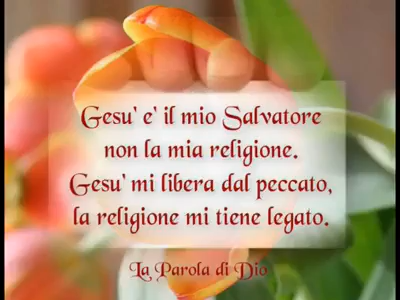 Gesu' e' il mio Salvatore
non la mia religione.
Gesu' mi libera dal peccato,
la religione mi tiene legato.
La Parola di Dio